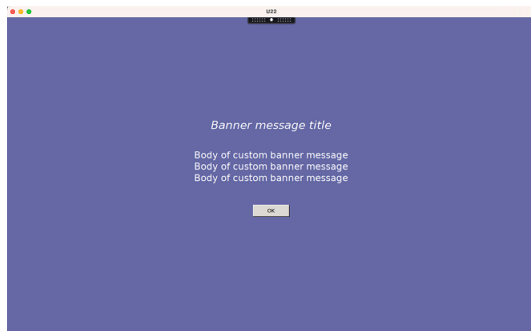 U22
Banner message title
Body of custom banner message
Body of custom banner message
Body of custom banner message
OK